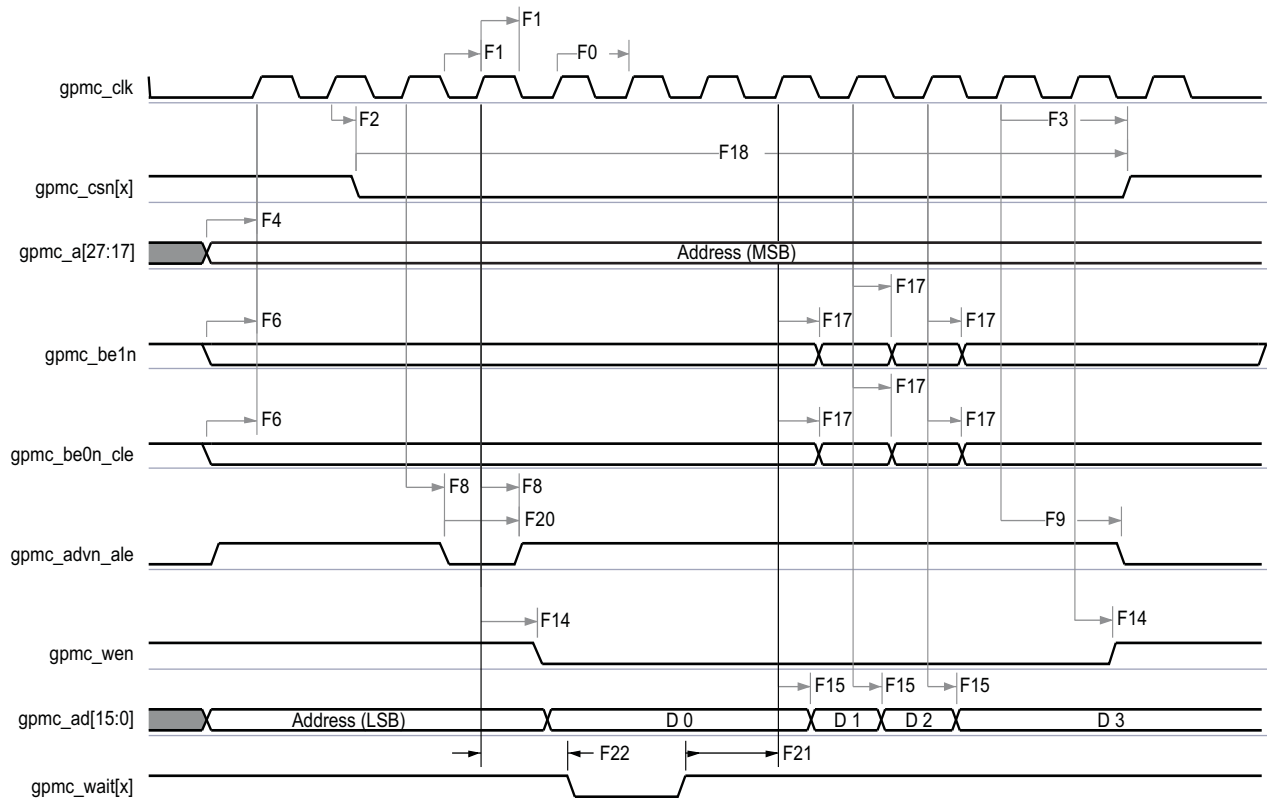 F1
F1 F0
gpmc_clk
F2 F3
F18
gpmc_csn[x]
F4
gpmc_a[27:17] Address (MSB)
F17
F6 F17 F17
gpmc_be1n
F17
F6 F17 F17
gpmc_be0n_cle
F8 F8
F20 F9
gpmc_advn_ale
F14 F14
gpmc_wen
F15 F15 F15
gpmc_ad[15:0] Address (LSB) D 0 D 1 D 2 D 3
F22 F21
gpmc_wait[x]